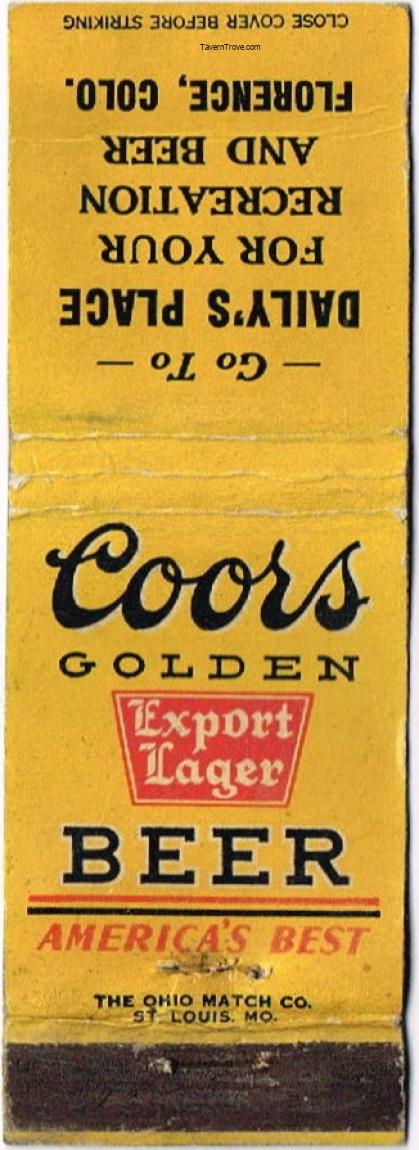 CLOSE COVER BEFORE STRIKING
TavernTrove.com
— Go To —
DAILY'S PLACE
FOR YOUR
RECREATION
AND BEER
FLORENCE, COLO.
Coors
GOLDEN
Export
Lager
BEER
AMERICA'S BEST
THE OHIO MATCH CO.
ST. LOUIS. MO.